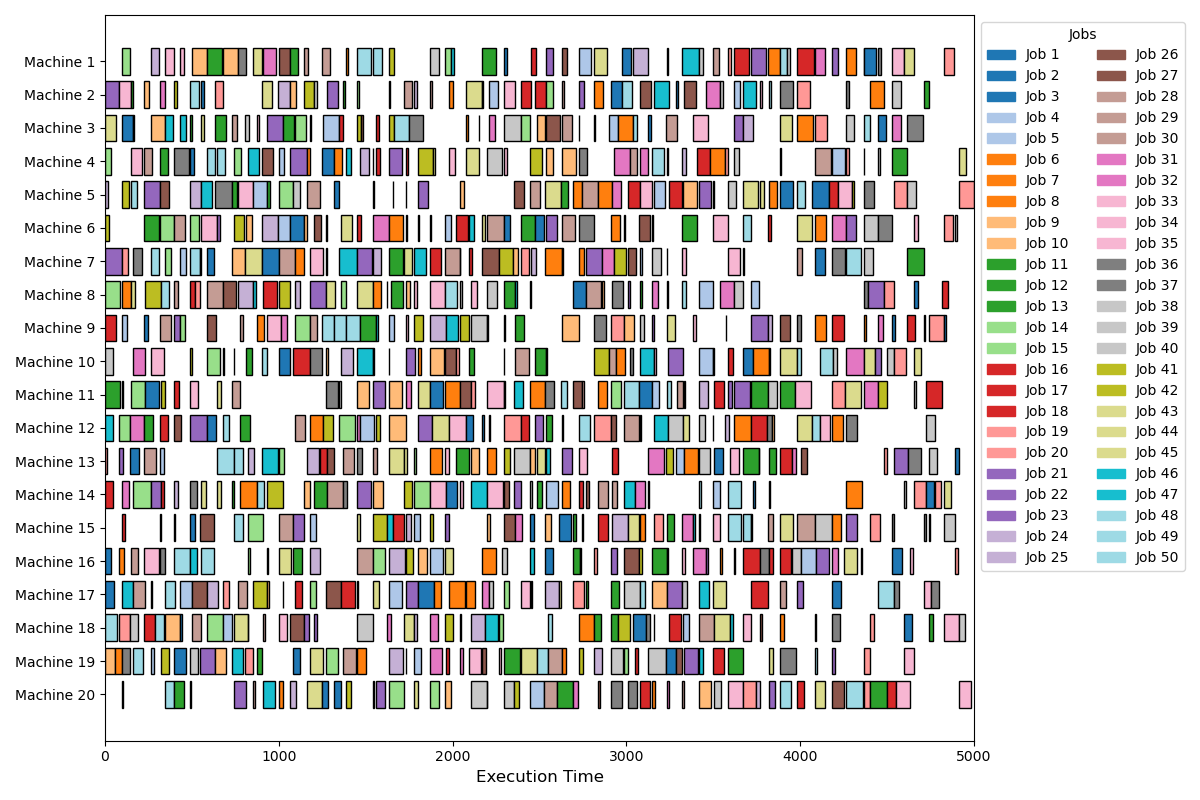 Machine 1
Machine 2
Machine 3
Machine 4
Machine 5
Machine 6
Machine 7
Machine 8
Machine 9
Machine 10
Machine 11
Machine 12
Machine 13
Machine 14
Machine 15
Machine 16
Machine 17
Machine 18
Machine 19
Machine 20
0 1000 2000 3000 4000 5000
Execution Time
Jobs
Job 1 Job 26
Job 2 Job 27
Job 3 Job 28
Job 4 Job 29
Job 5 Job 30
Job 6 Job 31
Job 7 Job 32
Job 8 Job 33
Job 9 Job 34
Job 10 Job 35
Job 11 Job 36
Job 12 Job 37
Job 13 Job 38
Job 14 Job 39
Job 15 Job 40
Job 16 Job 41
Job 17 Job 42
Job 18 Job 43
Job 19 Job 44
Job 20 Job 45
Job 21 Job 46
Job 22 Job 47
Job 23 Job 48
Job 24 Job 49
Job 25 Job 50